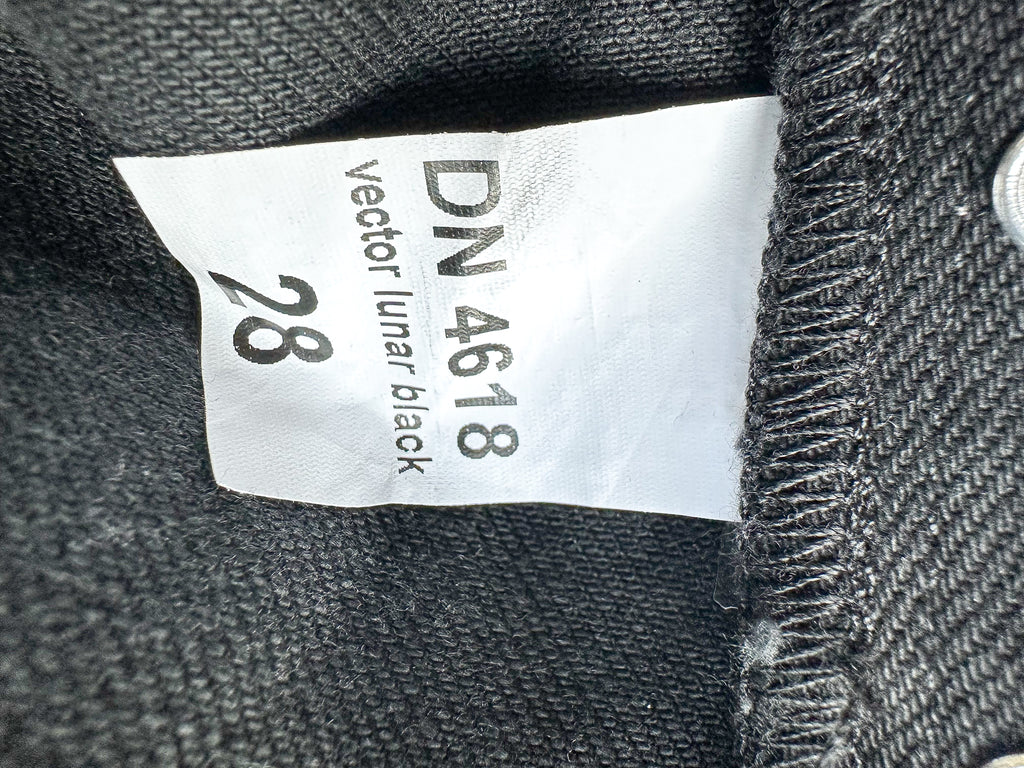 DN 4618
vector lunar black
28